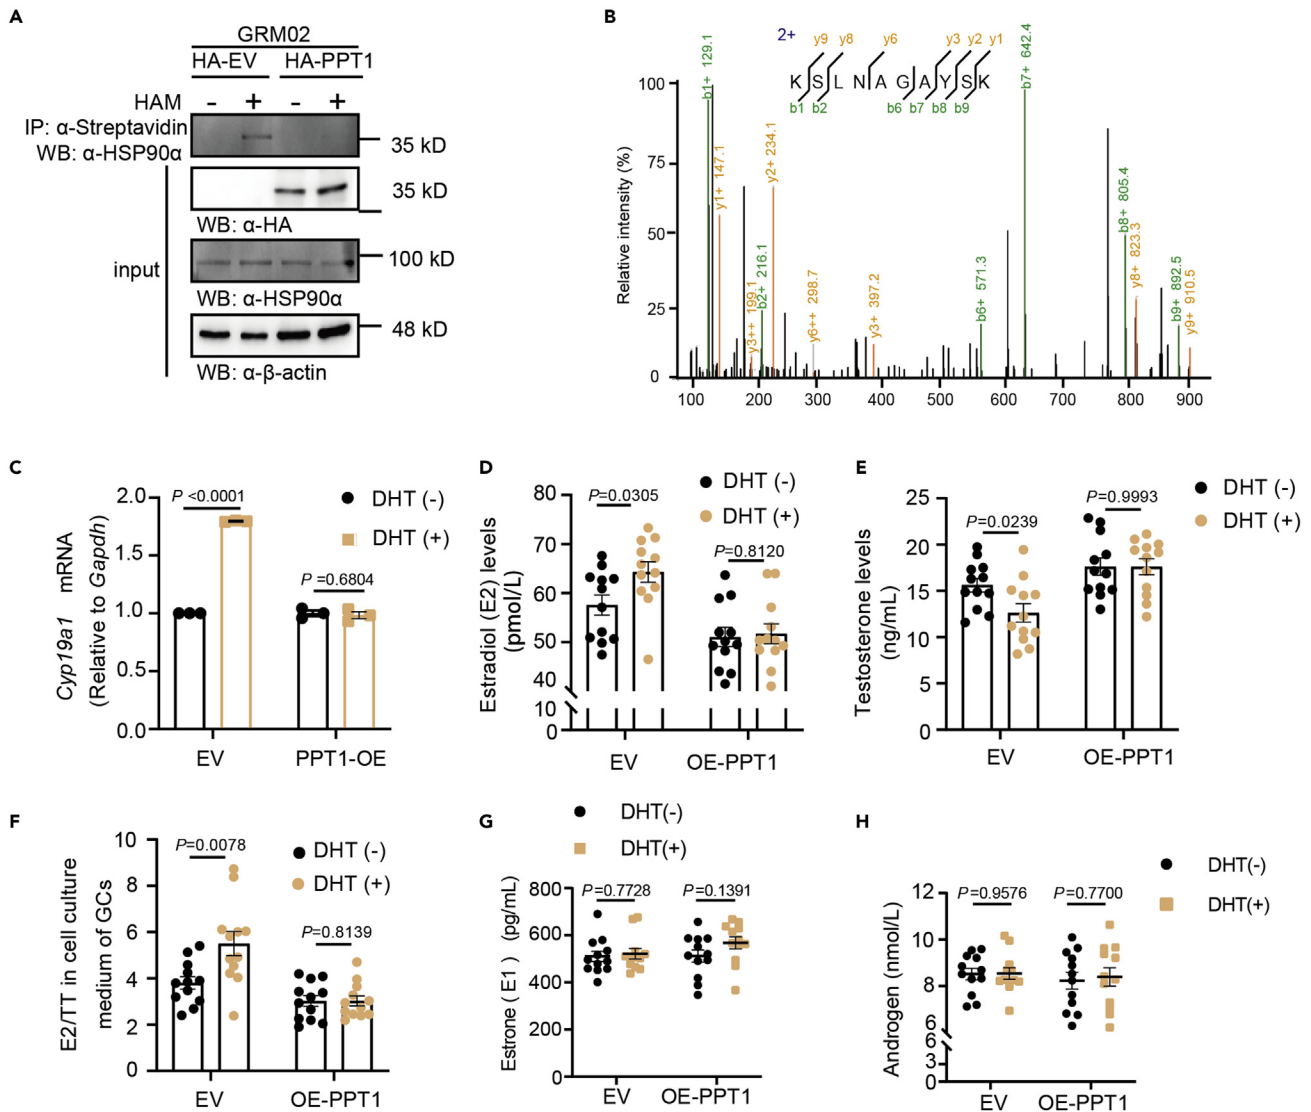 A
GRM02
HA-EV HA-PPT1
HAM - + - +
IP: α-Streptavidin
WB: α-HSP90α
35 kD
35 kD
WB: α-HA
input
100 kD
WB: α-HSP90α
48 kD
WB: α-β-actin
B
2+ y9 y8 y6 y3 y2 y1
K S L N A G A Y S K
b1 b2 b6 b7 b8 b9
Relative intensity (%)
100
75
50
25
0
b1+ 129.1
y1+ 147.1
y3++ 199.1
b2+ 216.1
y2+ 234.1
y6++ 298.7
y3+ 397.2
b6+ 571.3
b7+ 642.4
b8+ 805.4
y8+ 823.3
b9+ 892.5
y9+ 910.5
100 200 300 400 500 600 700 800 900
C
P <0.0001
DHT (-)
DHT (+)
P =0.6804
Cyp19a1 mRNA
(Relative to Gapdh)
2.0
1.5
1.0
0.5
0.0
EV PPT1-OE
D
DHT (-)
DHT (+)
P=0.0305
P=0.8120
Estradiol (E2) levels
(pmol/L)
80
70
60
50
40
10
0
EV OE-PPT1
E
DHT (-)
DHT (+)
P=0.0239
P=0.9993
Testosterone levels
(ng/mL)
25
20
15
10
5
0
EV OE-PPT1
F
DHT (-)
DHT (+)
P=0.0078
P=0.8139
E2/TT in cell culture
medium of GCs
10
8
6
4
2
0
EV OE-PPT1
G
DHT(-)
DHT(+)
P=0.7728 P=0.1391
Estrone( E1 ) (pg/mL)
800
600
400
200
0
EV OE-PPT1
H
DHT(-)
DHT(+)
P=0.9576 P=0.7700
Androgen (nmol/L)
12
10
8
6
6
3
0
EV OE-PPT1